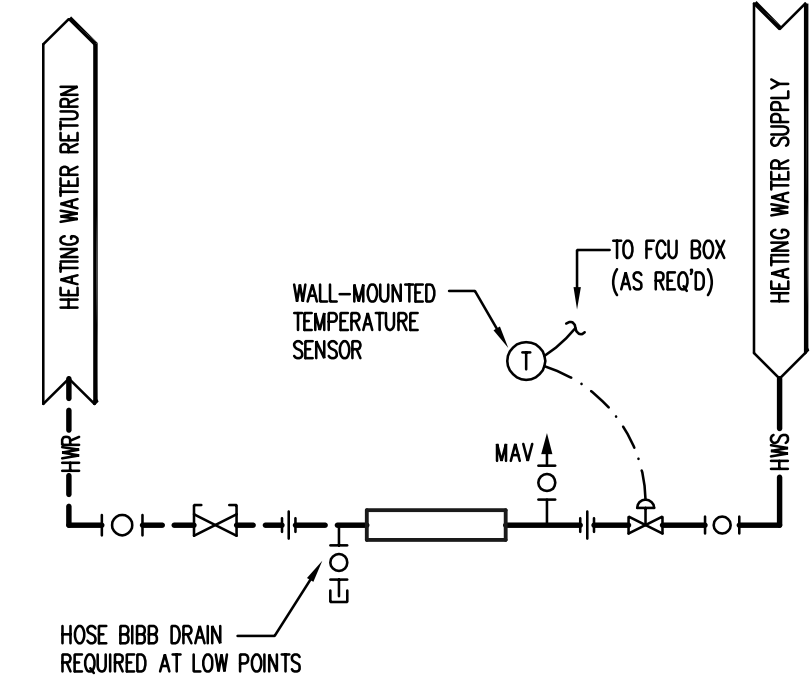 HEATING WATER RETURN
HEATING WATER SUPPLY
TO FCU BOX
(AS REQ'D)
WALL-MOUNTED
TEMPERATURE
SENSOR
T
MAV
HWR
HWS
HOSE BIBB DRAIN
REQUIRED AT LOW POINTS